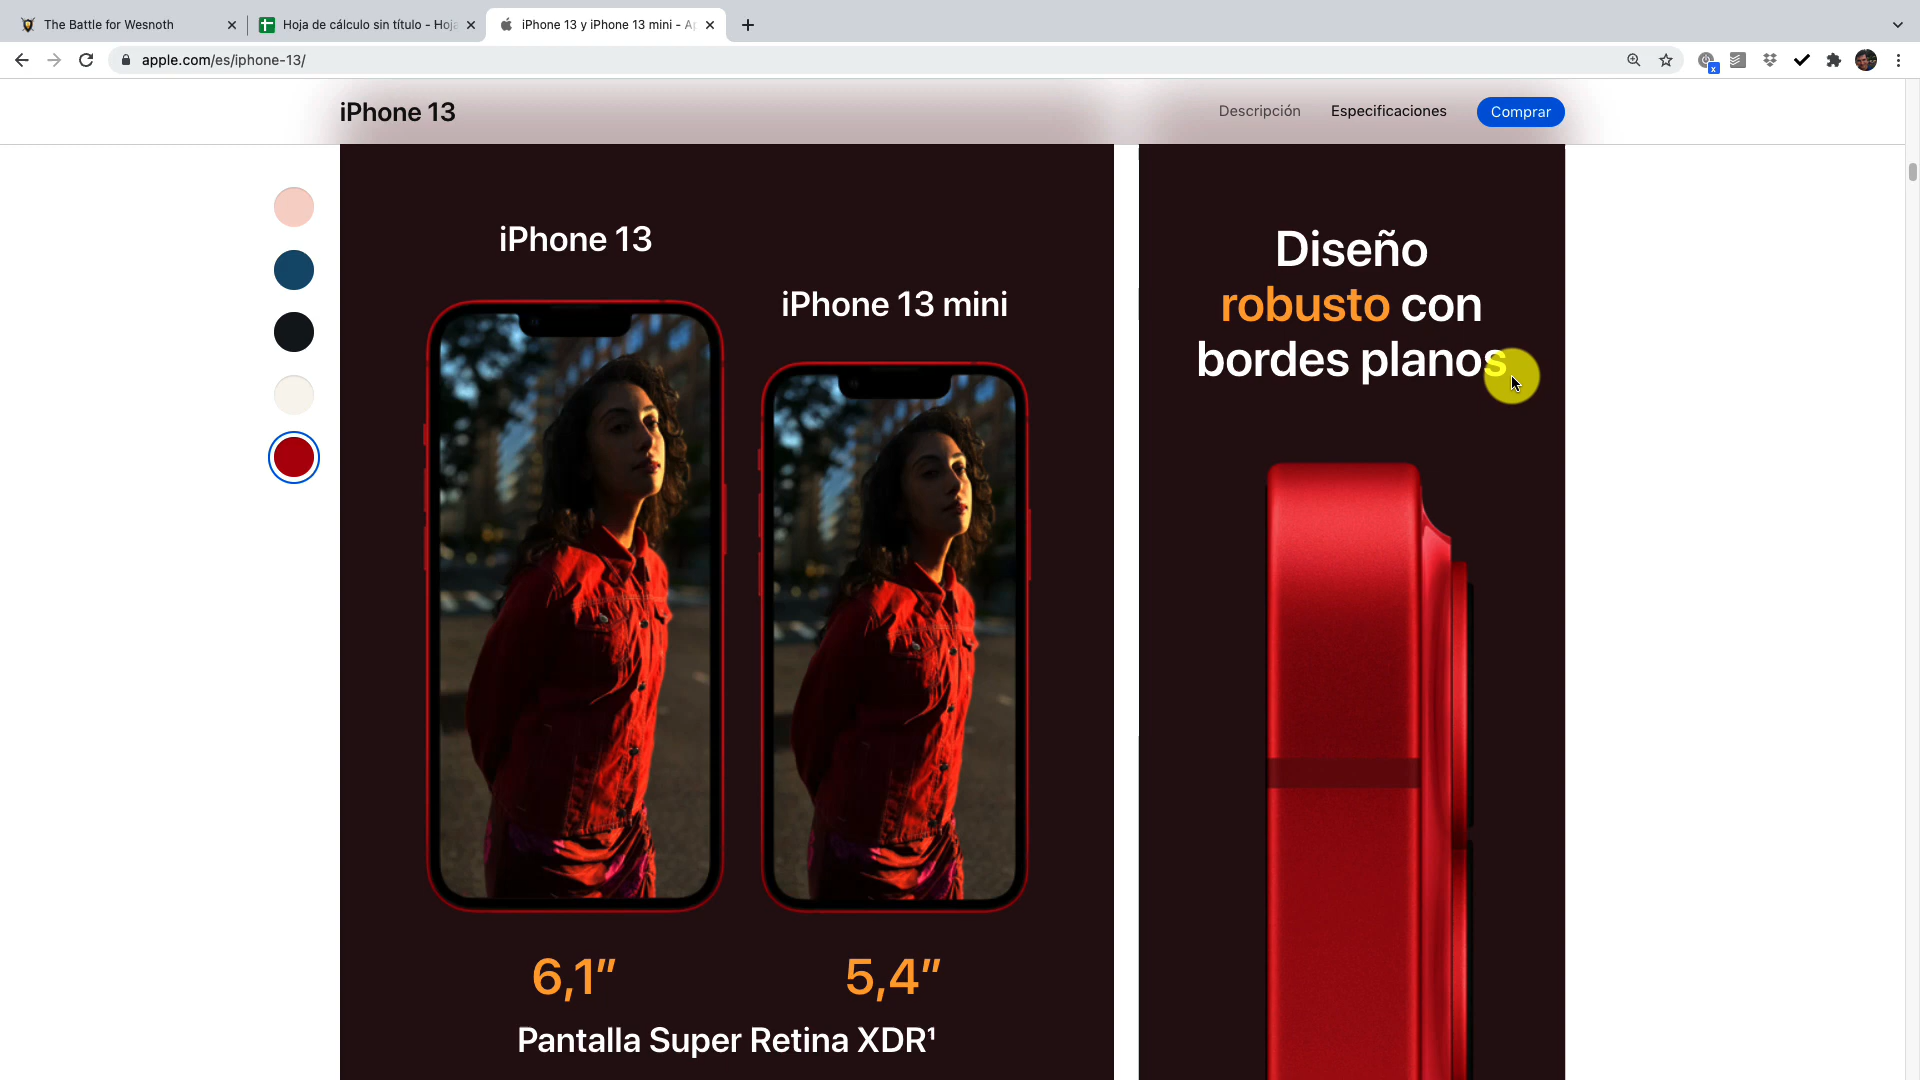 The Battle for Wesnoth
Hoja de cálculo sin título - Hoja
iPhone 13 y iPhone 13 mini - Ap
apple.com/es/iphone-13/
iPhone 13
Descripción
Especificaciones
Comprar
iPhone 13
iPhone 13 mini
6,1”
5,4”
Pantalla Super Retina XDR¹
Diseño
robusto con
bordes planos